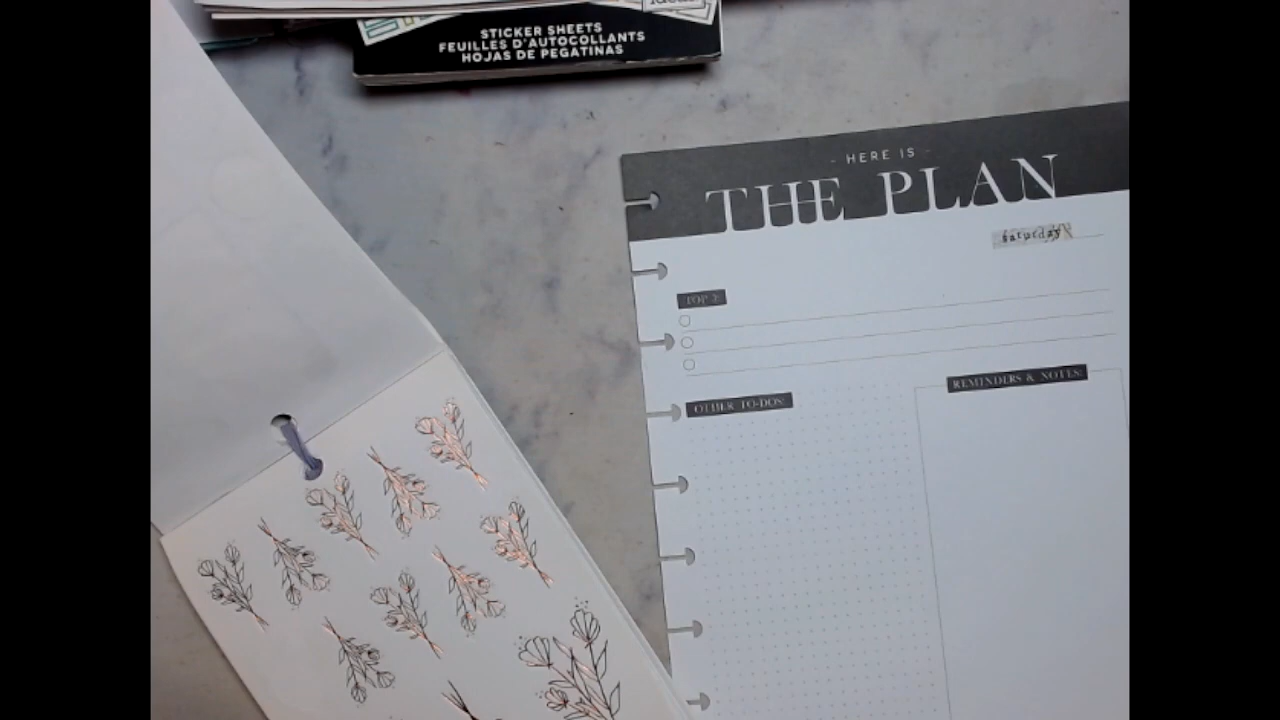 STICKER SHEETS
FEUILLES D'AUTOCOLLANTS
HOJAS DE PEGATINAS
- HERE IS -
THE PLAN
saturday
TOP 3:
OTHER TO-DOS:
REMINDERS & NOTES: